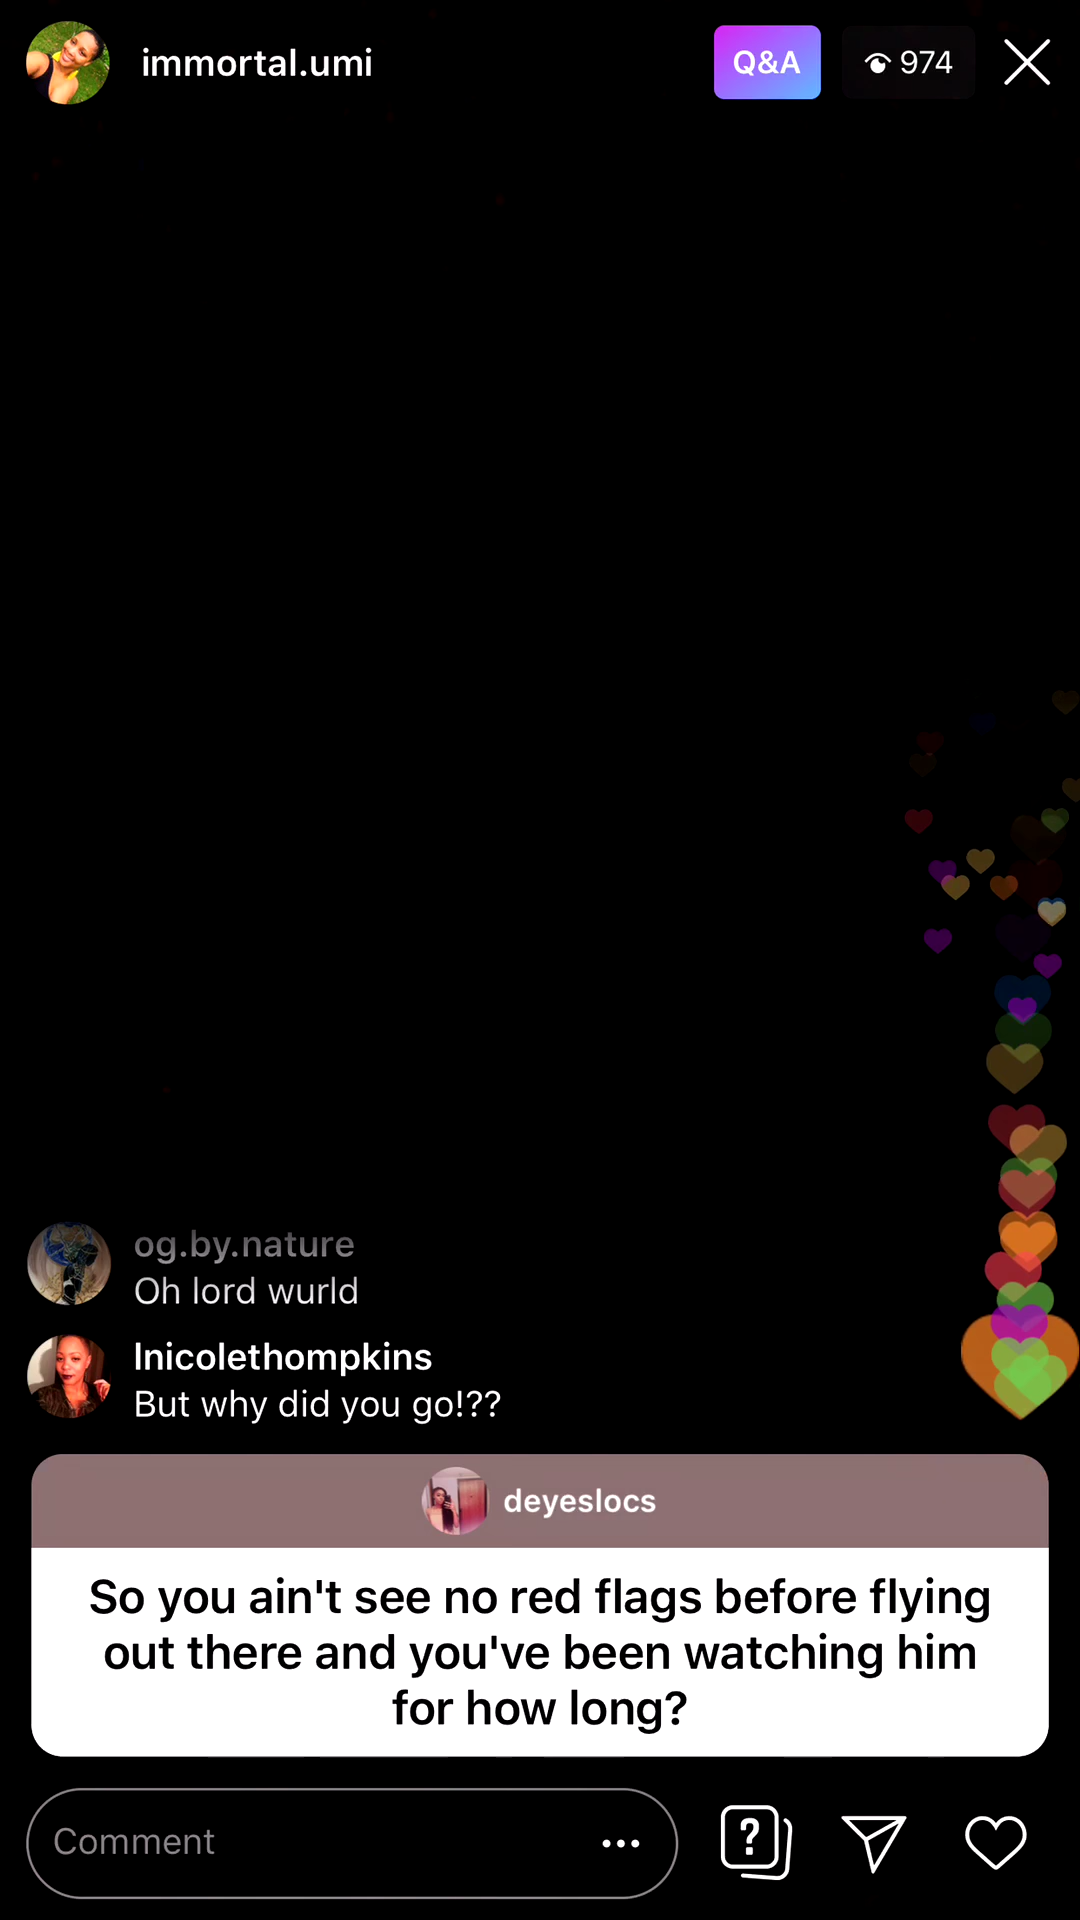 immortal.umi
Q&A
974
og.by.nature
Oh lord wurld
lnicolethompkins
But why did you go!??
deyeslocs
So you ain't see no red flags before flying
out there and you've been watching him
for how long?
Comment